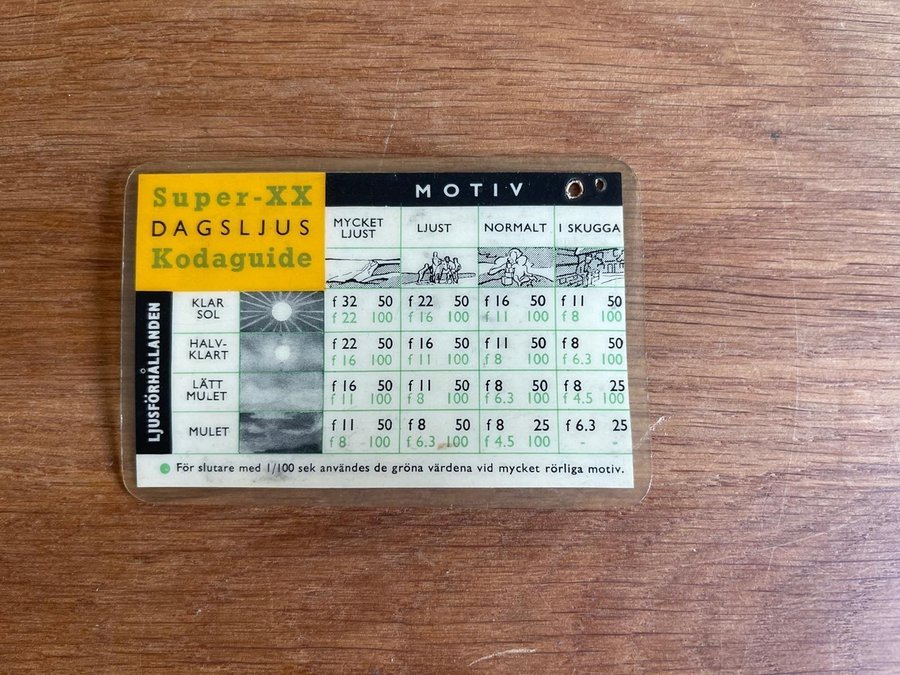 Super-XX
DAGSLJUS
Kodaguide
MOTIV
MYCKET LJUST LJUST NORMALT I SKUGGA
LJUSFÖRHÅLLANDEN
KLAR SOL
f 32 50 f 22 50 f 16 50 f 11 50
f 22 100 f 16 100 f 11 100 f 8 100
HALV-KLART
f 22 50 f 16 50 f 11 50 f 8 50
f 16 100 f 11 100 f 8 100 f 6.3 100
LÄTT MULET
f 16 50 f 11 50 f 8 50 f 8 25
f 11 100 f 8 100 f 6.3 100 f 4.5 100
MULET
f 11 50 f 8 50 f 8 25 f 6.3 25
f 8 100 f 6.3 100 f 4.5 100 - -
För slutare med 1/100 sek användes de gröna värdena vid mycket rörliga motiv.